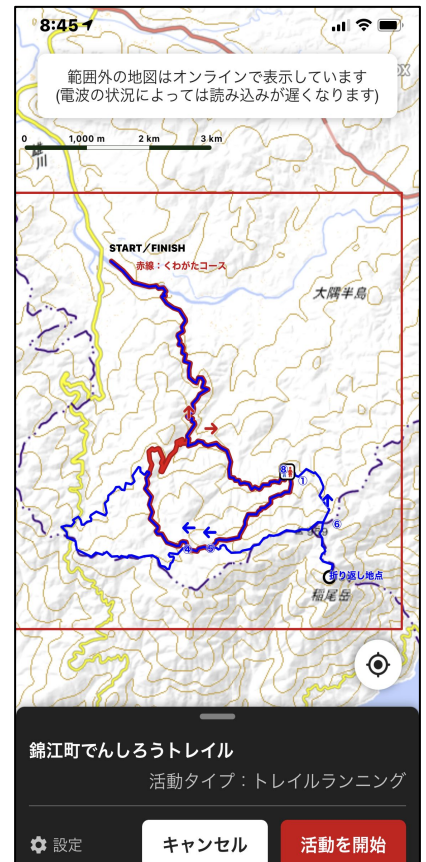 8:45
範囲外の地図はオンラインで表示しています
(電波の状況によっては読み込みが遅くなります)
0 1,000 m 2 km 3 km
川
START/FINISH
赤線:くわがたコース
大隅半島
8
①
⑥
959
④
⑤
折り返し地点
稲尾岳
錦江町でんしろうトレイル
活動タイプ:トレイルランニング
設定
キャンセル
活動を開始